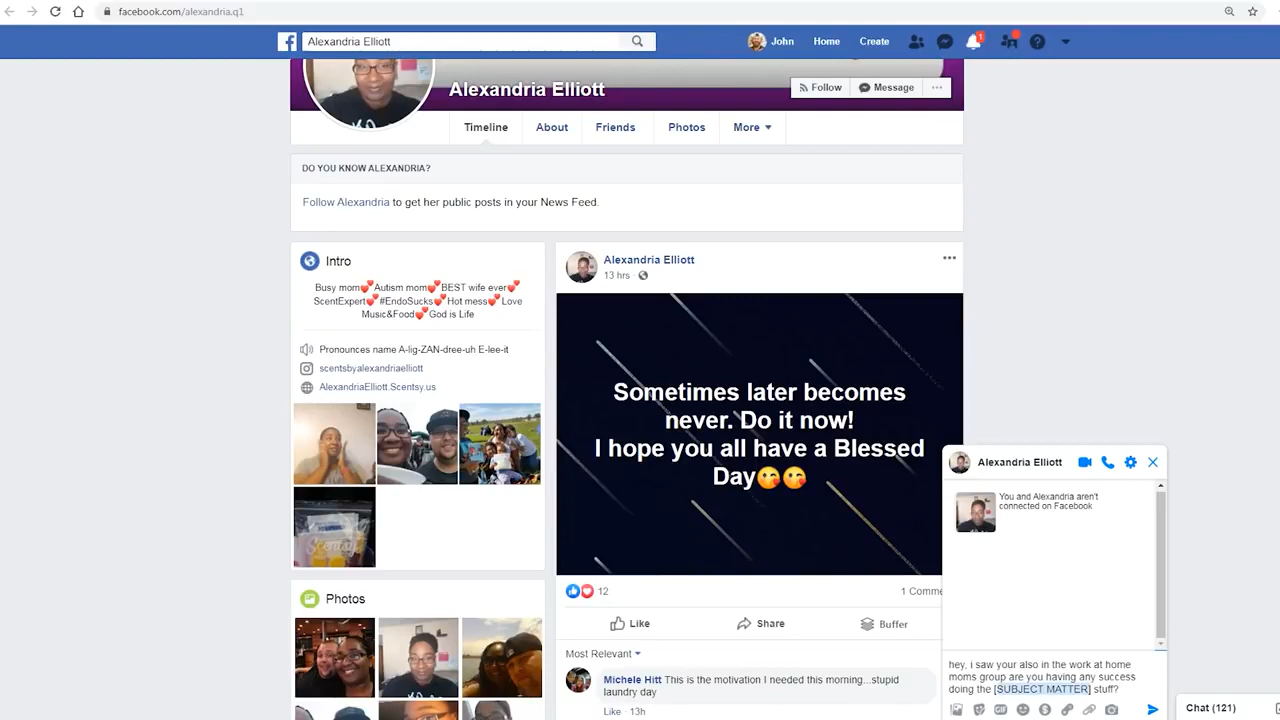 facebook.com/alexandria.q1
Alexandria Elliott
John
Home
Create
1
Alexandria Elliott
Follow
Message
Timeline
About
Friends
Photos
More
DO YOU KNOW ALEXANDRIA?
Follow Alexandria to get her public posts in your News Feed.
Intro
Busy mom💕Autism mom💕BEST wife ever💕
ScentExpert💕#EndoSucks💕Hot mess💕Love
Music&Food💕God is Life
Pronounces name A-lig-ZAN-dree-uh E-lee-it
scentsbyalexandriaelliott
AlexandriaElliott.Scentsy.us
Scentsy
Photos
Alexandria Elliott
13 hrs ·
Sometimes later becomes
never. Do it now!
I hope you all have a Blessed
Day😋😋
12
1 Comme
Like
Share
Buffer
Most Relevant
Michele Hitt This is the motivation I needed this morning...stupid
laundry day
Like · 13h
Alexandria Elliott
You and Alexandria aren't
connected on Facebook
hey, i saw your also in the work at home
moms group are you having any success
doing the [SUBJECT MATTER] stuff?
GIF
Chat (121)